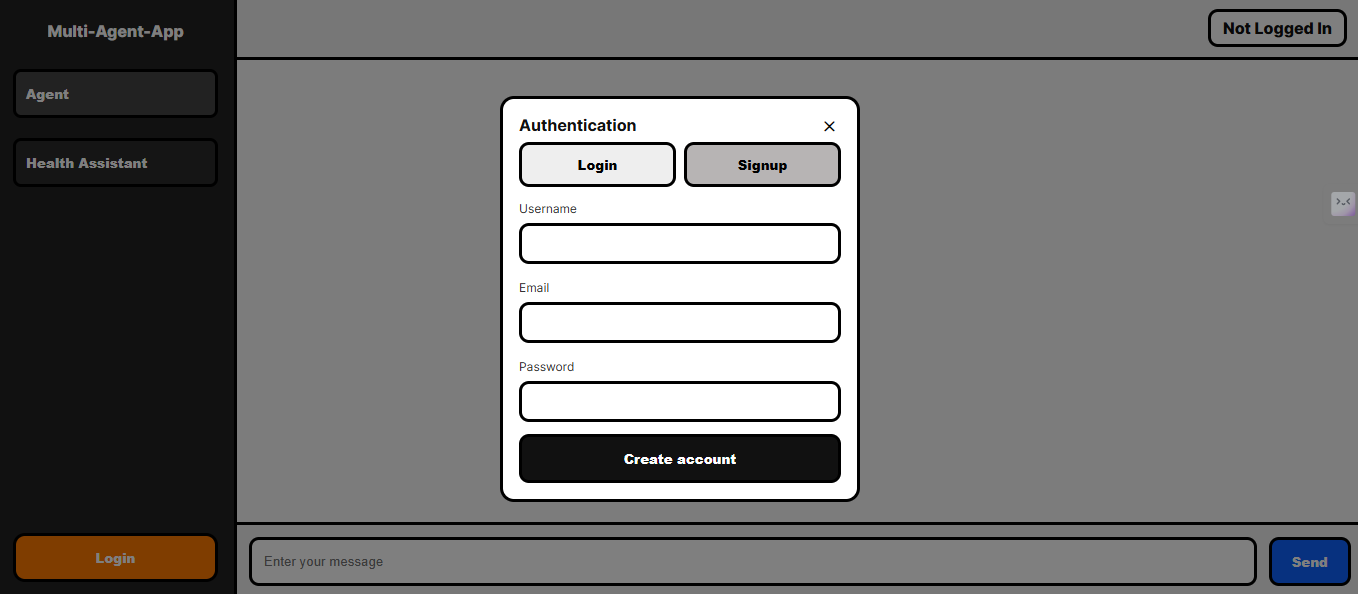 Multi-Agent-App
Not Logged In
Agent
Health Assistant
Authentication
Login
Signup
Username
Email
Password
Create account
Login
Enter your message
Send